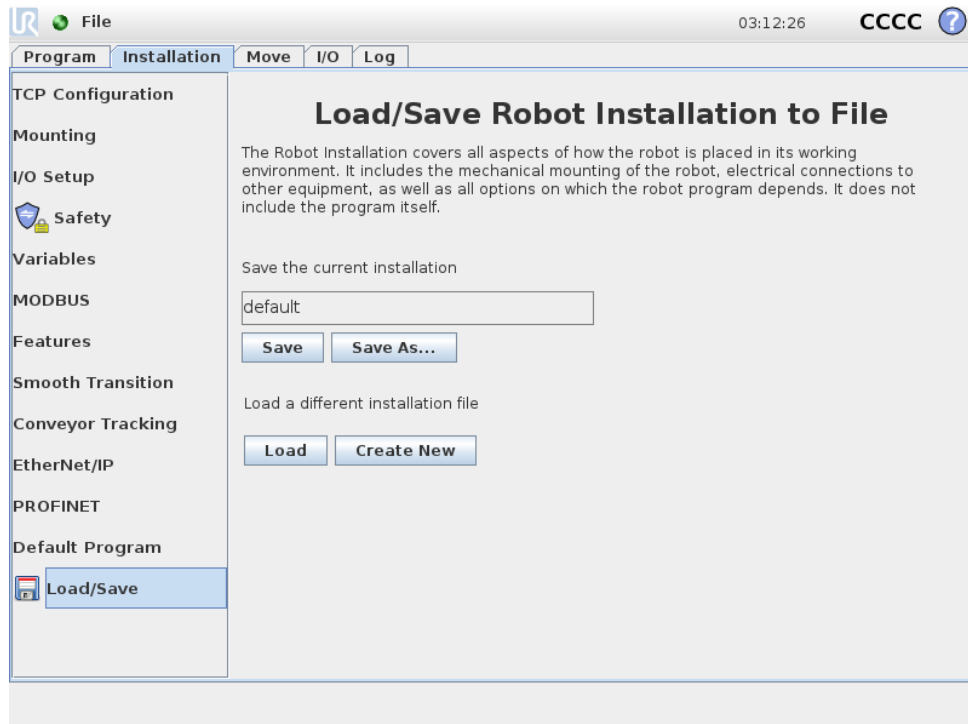 UR File 03:12:26 CCCC ?
Program Installation Move I/O Log
TCP Configuration
Mounting
I/O Setup
Safety
Variables
MODBUS
Features
Smooth Transition
Conveyor Tracking
EtherNet/IP
PROFINET
Default Program
Load/Save
Load/Save Robot Installation to File
The Robot Installation covers all aspects of how the robot is placed in its working
environment. It includes the mechanical mounting of the robot, electrical connections to
other equipment, as well as all options on which the robot program depends. It does not
include the program itself.
Save the current installation
default
Save Save As...
Load a different installation file
Load Create New